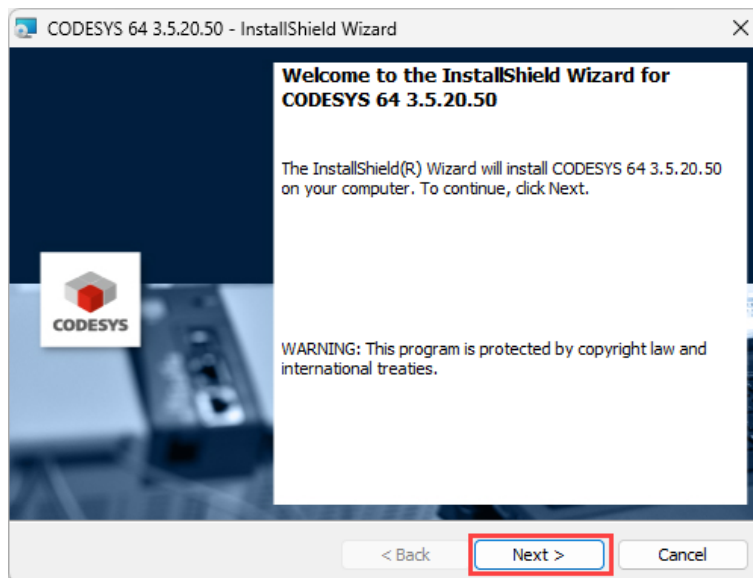 CODESYS 64 3.5.20.50 - InstallShield Wizard
Welcome to the InstallShield Wizard for
CODESYS 64 3.5.20.50
The InstallShield(R) Wizard will install CODESYS 64 3.5.20.50
on your computer. To continue, click Next.
CODESYS
WARNING: This program is protected by copyright law and
international treaties.
< Back
Next >
Cancel